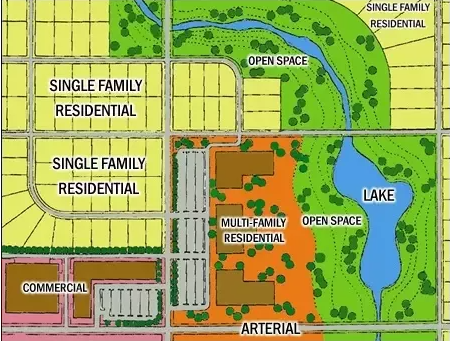 SINGLE FAMILY
RESIDENTIAL
OPEN SPACE
SINGLE FAMILY
RESIDENTIAL
SINGLE FAMILY
RESIDENTIAL
LAKE
MULTI-FAMILY
RESIDENTIAL
OPEN SPACE
COMMERCIAL
ARTERIAL